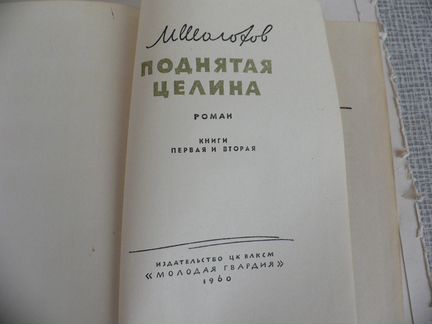 М Шолохов
ПОДНЯТАЯ
ЦЕЛИНА
РОМАН
КНИГИ
ПЕРВАЯ И ВТОРАЯ
ИЗДАТЕЛЬСТВО ЦК ВЛКСМ
«МОЛОДАЯ ГВАРДИЯ»
1960